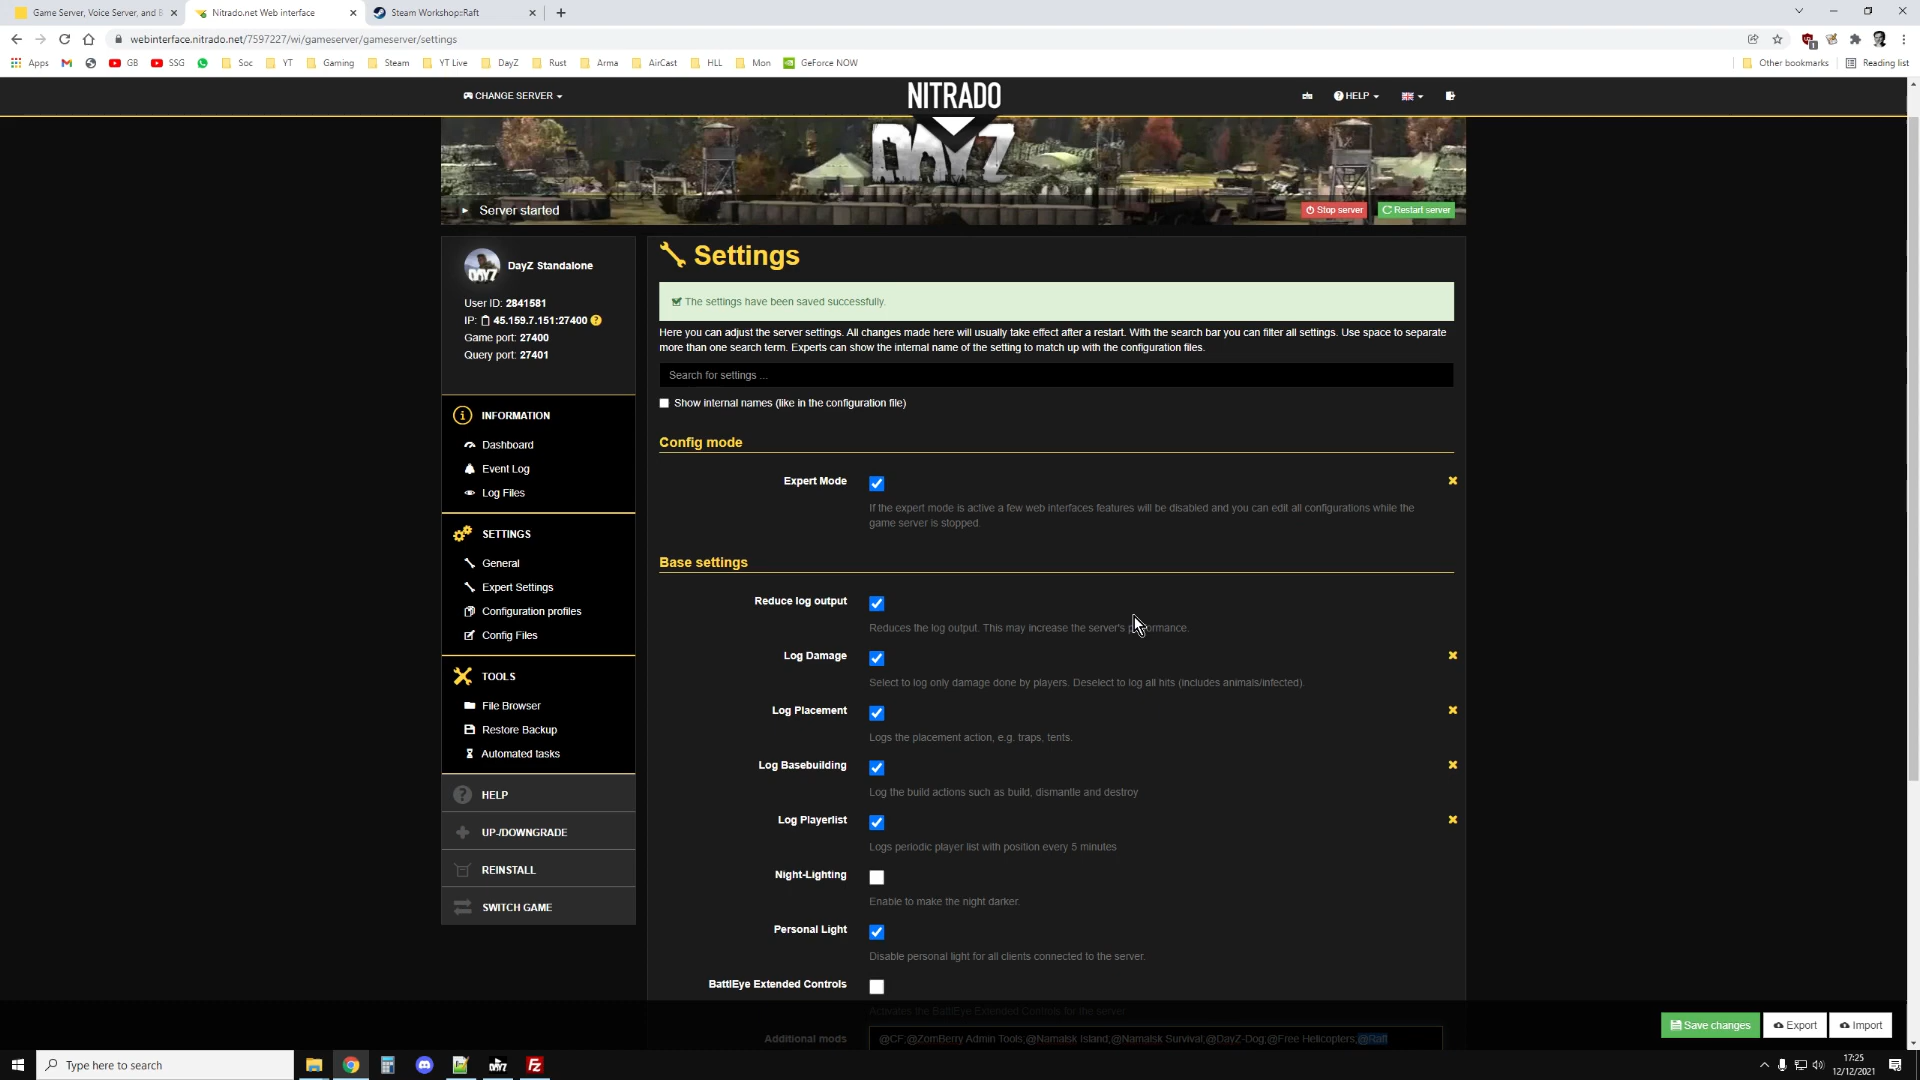 Game Server, Voice Server, and B
Nitrado.net Web interface
Steam Workshop::Raft
webinterface.nitrado.net/7597227/wi/gameserver/gameserver/settings
Apps
GB
SSG
Soc
YT
Gaming
Steam
YT Live
DayZ
Rust
Arma
AirCast
HLL
Mon
GeForce NOW
Other bookmarks
Reading list
CHANGE SERVER
NITRADO
HELP
DAYZ
Server started
Stop server
Restart server
DAYZ
DayZ Standalone
User ID: 2841581
IP: 45.159.7.151:27400
Game port: 27400
Query port: 27401
INFORMATION
Dashboard
Event Log
Log Files
SETTINGS
General
Expert Settings
Configuration profiles
Config Files
TOOLS
File Browser
Restore Backup
Automated tasks
HELP
UP-/DOWNGRADE
REINSTALL
SWITCH GAME
Settings
The settings have been saved successfully.
Here you can adjust the server settings. All changes made here will usually take effect after a restart. With the search bar you can filter all settings. Use space to separate
more than one search term. Experts can show the internal name of the setting to match up with the configuration files.
Search for settings ...
Show internal names (like in the configuration file)
Config mode
Expert Mode
If the expert mode is active a few web interfaces features will be disabled and you can edit all configurations while the
game server is stopped.
Base settings
Reduce log output
Reduces the log output. This may increase the server's performance.
Log Damage
Select to log only damage done by players. Deselect to log all hits (includes animals/infected).
Log Placement
Logs the placement action, e.g. traps, tents.
Log Basebuilding
Log the build actions such as build, dismantle and destroy
Log Playerlist
Logs periodic player list with position every 5 minutes
Night-Lighting
Enable to make the night darker.
Personal Light
Disable personal light for all clients connected to the server.
BattlEye Extended Controls
Activates the BattlEye Extended Controls for the server
Additional mods
@CF;@ZomBerry Admin Tools;@Namalsk Island;@Namalsk Survival;@DayZ-Dog;@Free Helicopters;@Raft
Save changes
Export
Import
Type here to search
17:25
12/12/2021